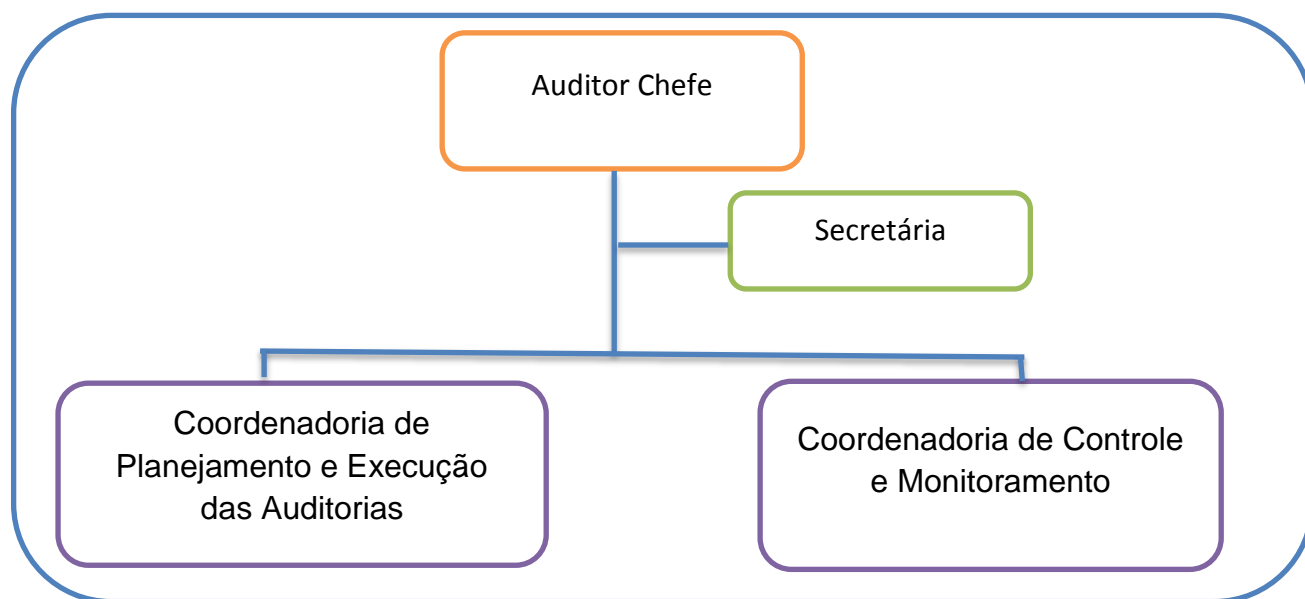 Auditor Chefe
Secretária
Coordenadoria de
Planejamento e Execução
das Auditorias
Coordenadoria de Controle
e Monitoramento